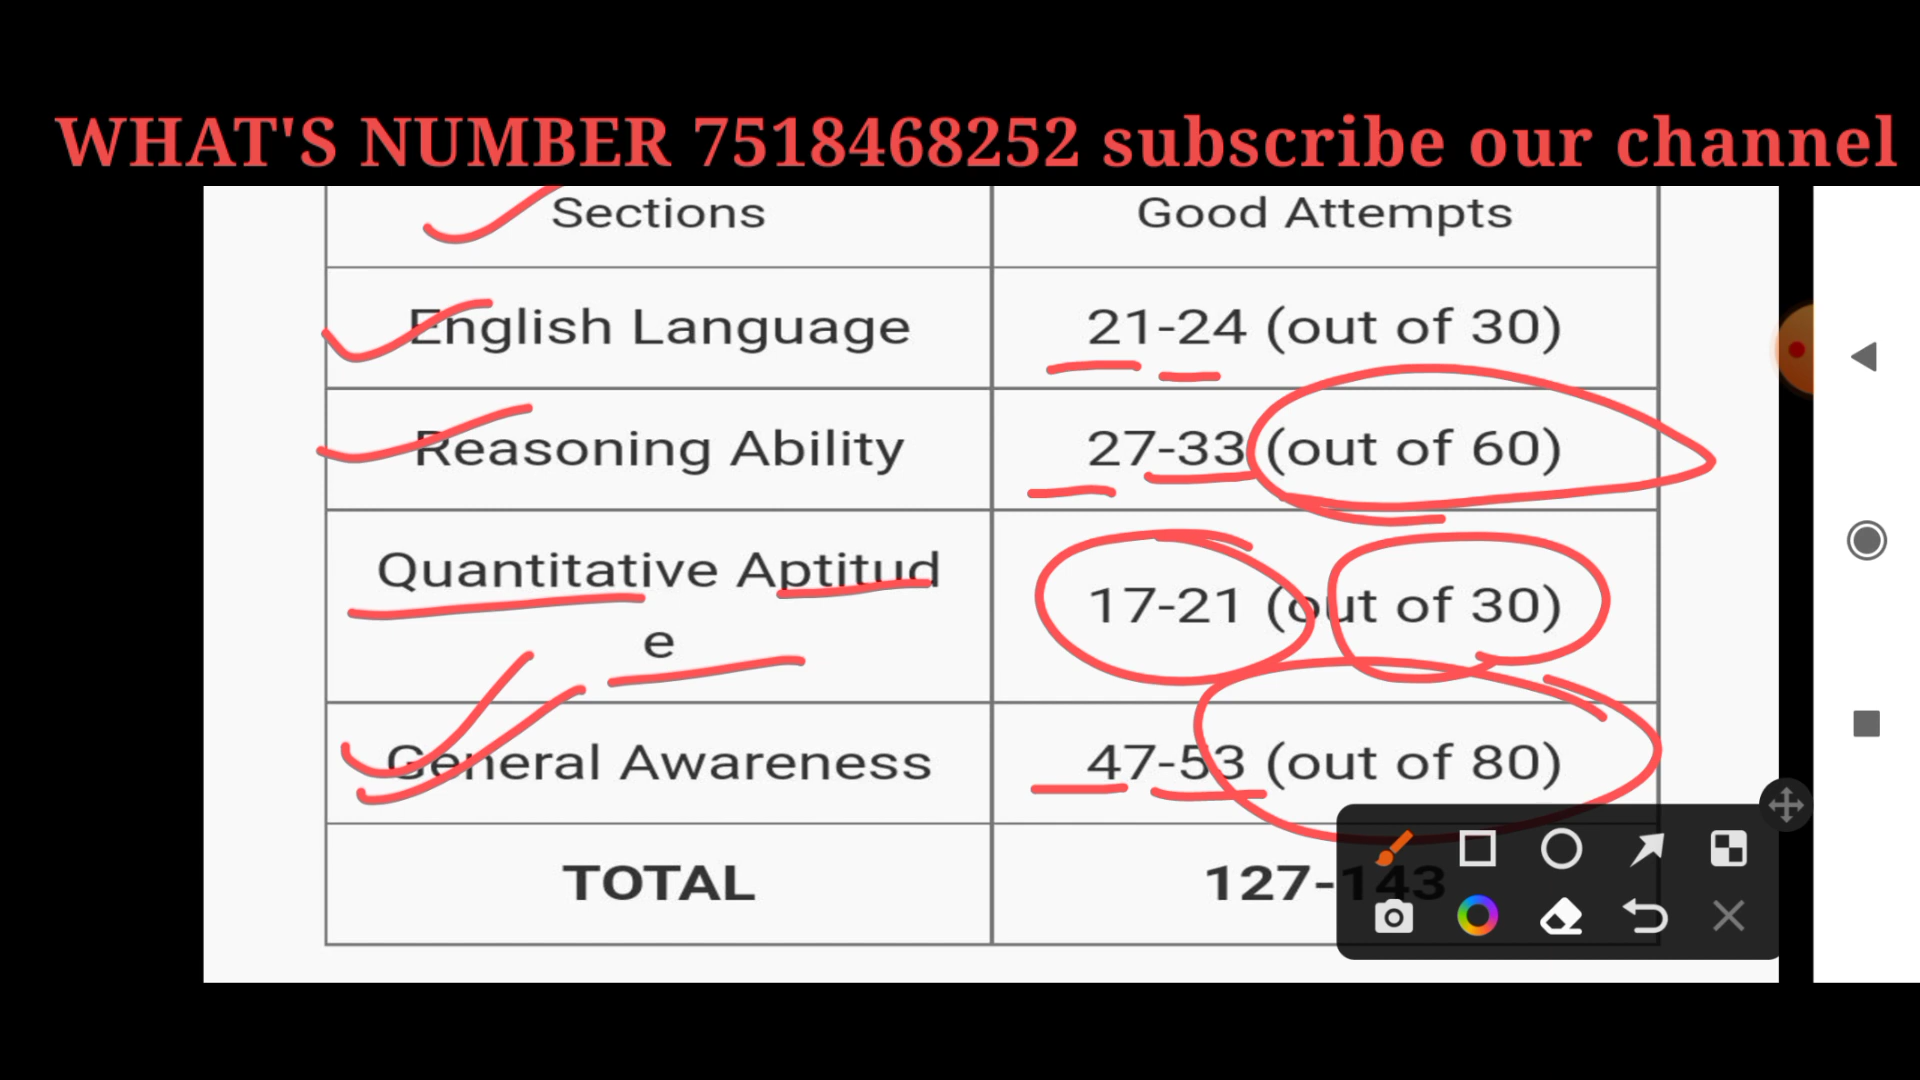 WHAT'S NUMBER 7518468252 subscribe our channel
Sections Good Attempts
English Language 21-24 (out of 30)
Reasoning Ability 27-33 (out of 60)
Quantitative Aptitud
e 17-21 (out of 30)
General Awareness 47-53 (out of 80)
TOTAL 127-143